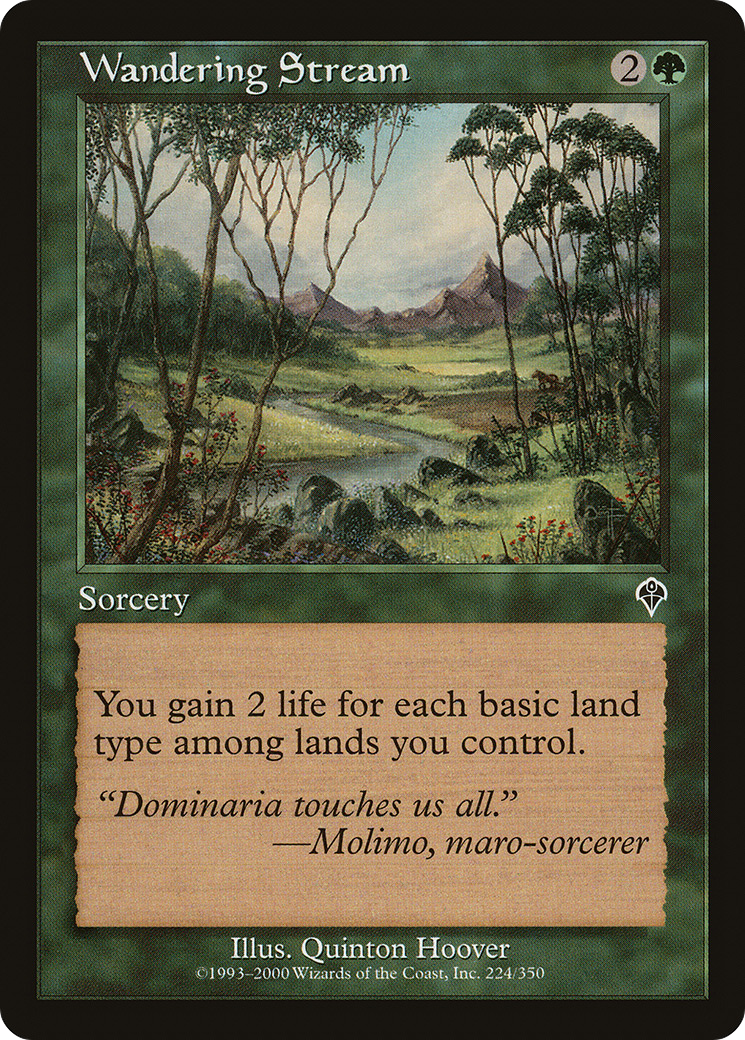 Wandering Stream 2
Sorcery
You gain 2 life for each basic land
type among lands you control.
“Dominaria touches us all.”
—Molimo, maro-sorcerer
Illus. Quinton Hoover
©1993–2000 Wizards of the Coast, Inc. 224/350